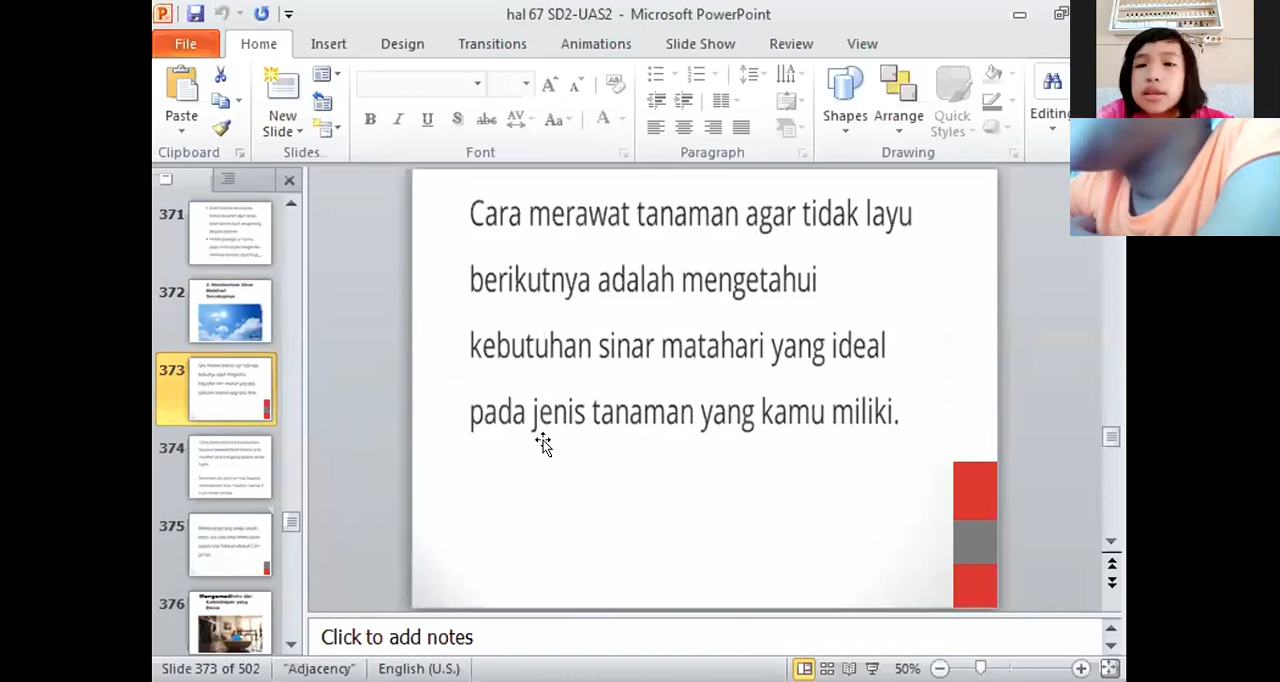 hal 67 SD2-UAS2 - Microsoft PowerPoint
File Home Insert Design Transitions Animations Slide Show Review View
Paste
New
Slide
B I U S abc AV Aa A
Shapes Arrange Quick
Styles
Editing
Clipboard Slides Font Paragraph Drawing
371
372
373
374
375
376
Cara merawat tanaman agar tidak layu
berikutnya adalah mengetahui
kebutuhan sinar matahari yang ideal
pada jenis tanaman yang kamu miliki.
Click to add notes
Slide 373 of 502 "Adjacency" English (U.S.) 50%